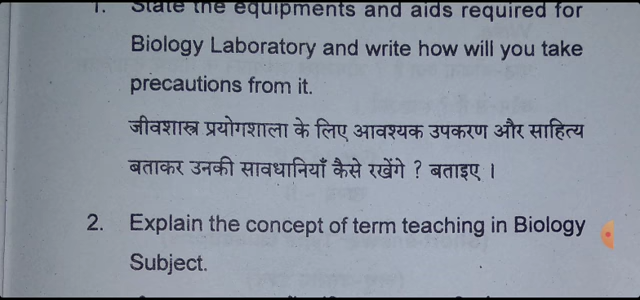 1. State the equipments and aids required for
Biology Laboratory and write how will you take
precautions from it.
जीवशास्त्र प्रयोगशाला के लिए आवश्यक उपकरण और साहित्य
बताकर उनकी सावधानियाँ कैसे रखेंगे ? बताइए ।
2. Explain the concept of term teaching in Biology
Subject.